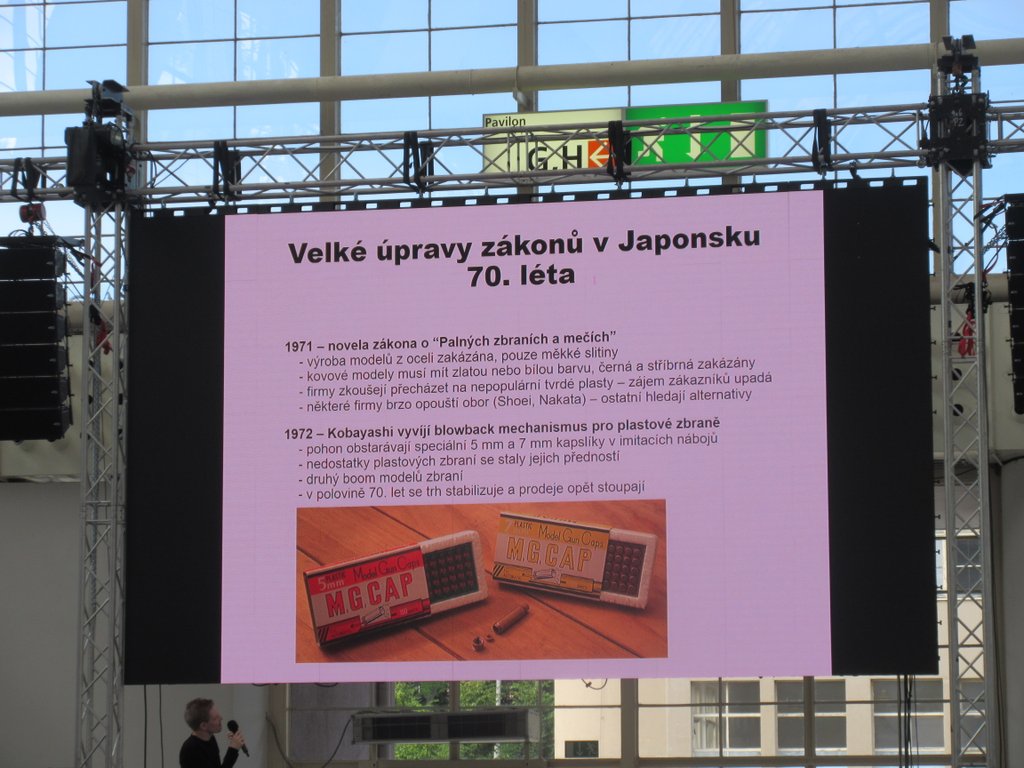 Pavilon
G,H
Velké úpravy zákonů v Japonsku
70. léta
1971 – novela zákona o “Palných zbraních a mečích”
- výroba modelů z oceli zakázána, pouze měkké slitiny
- kovové modely musí mít zlatou nebo bílou barvu, černá a stříbrná zakázány
- firmy zkoušejí přecházet na nepopulární tvrdé plasty – zájem zákazníků upadá
- některé firmy brzo opouští obor (Shoei, Nakata) – ostatní hledají alternativy
1972 – Kobayashi vyvíjí blowback mechanismus pro plastové zbraně
- pohon obstarávají speciální 5 mm a 7 mm kapslíky v imitacích nábojů
- nedostatky plastových zbraní se staly jejich předností
- druhý boom modelů zbraní
- v polovině 70. let se trh stabilizuje a prodeje opět stoupají
PLASTIC
5mm
Model Gun Caps
M.G.CAP
PLASTIC
Model Gun Caps
M.G.CAP